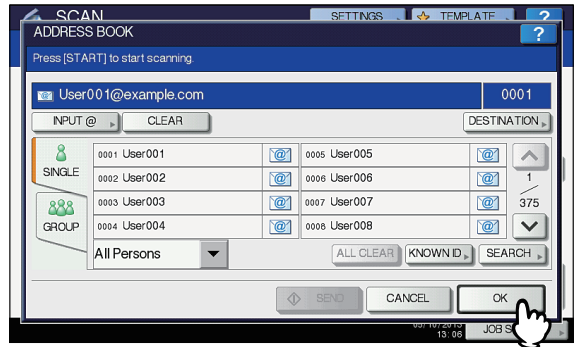 SCAN SETTINGS TEMPLATE ?
ADDRESS BOOK ?
Press [START] to start scanning.
User001@example.com 0001
INPUT @ CLEAR DESTINATION
SINGLE
GROUP
0001 User001 @ 0005 User005 @
0002 User002 @ 0006 User006 @
0003 User003 @ 0007 User007 @
0004 User004 @ 0008 User008 @
1
375
All Persons ALL CLEAR KNOWN ID SEARCH
SEND CANCEL OK
13:06 JOB